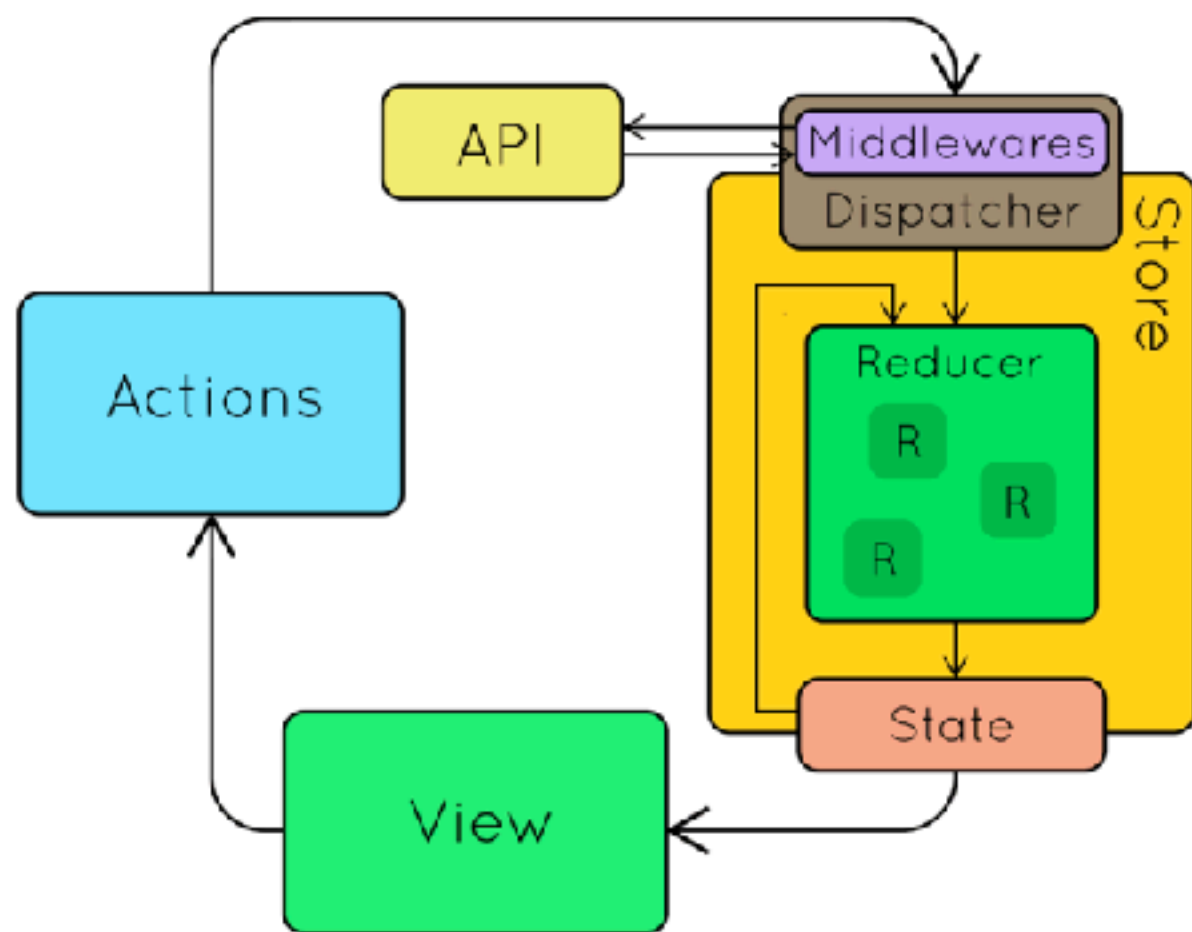 API
Middlewares
Dispatcher
Store
Actions
Reducer
R
R
R
State
View